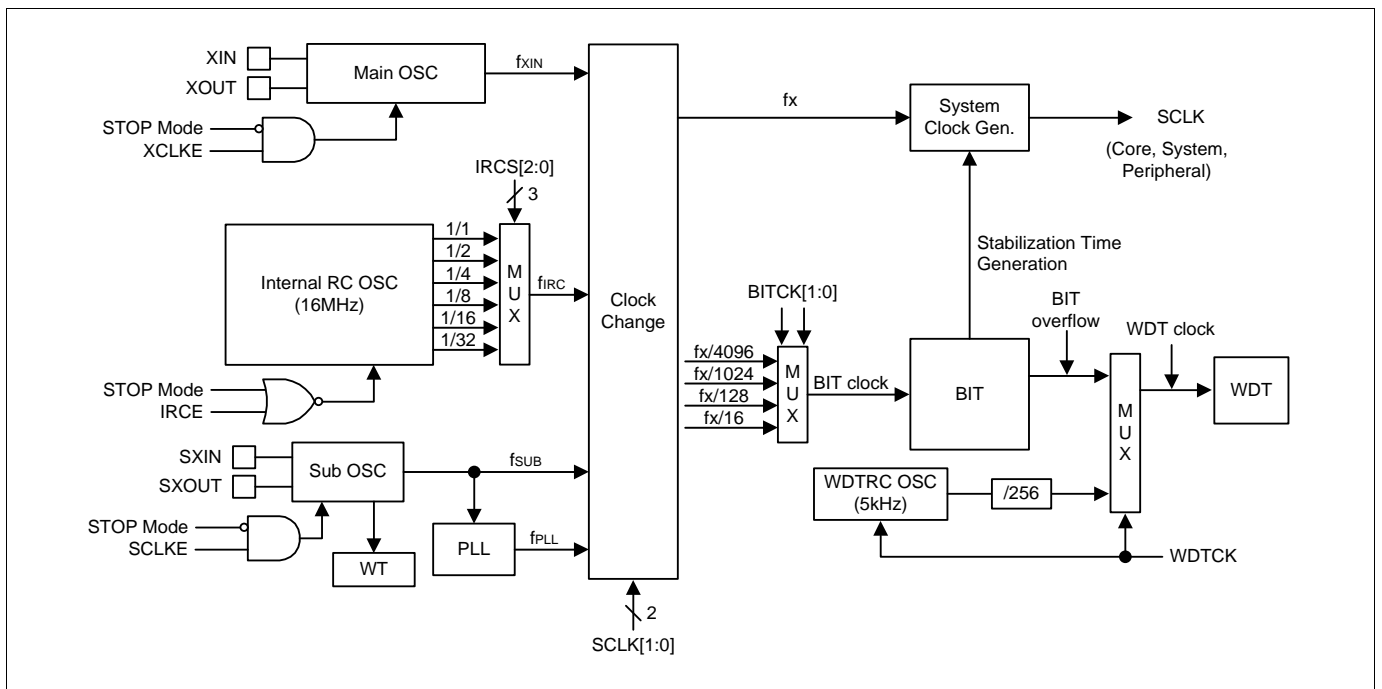 XIN
XOUT
Main OSC
fXIN
STOP Mode
XCLKE
IRCS[2:0]
3
Internal RC OSC
(16MHz)
1/1
1/2
1/4
1/8
1/16
1/32
M
U
X
fIRC
STOP Mode
IRCE
SXIN
SXOUT
Sub OSC
fSUB
STOP Mode
SCLKE
WT
PLL
fPLL
Clock
Change
2
SCLK[1:0]
fx
System
Clock Gen.
SCLK
(Core, System,
Peripheral)
Stabilization Time
Generation
BITCK[1:0]
fx/4096
fx/1024
fx/128
fx/16
M
U
X
BIT clock
BIT
BIT
overflow
WDT clock
M
U
X
WDT
WDTRC OSC
(5kHz)
/256
WDTCK